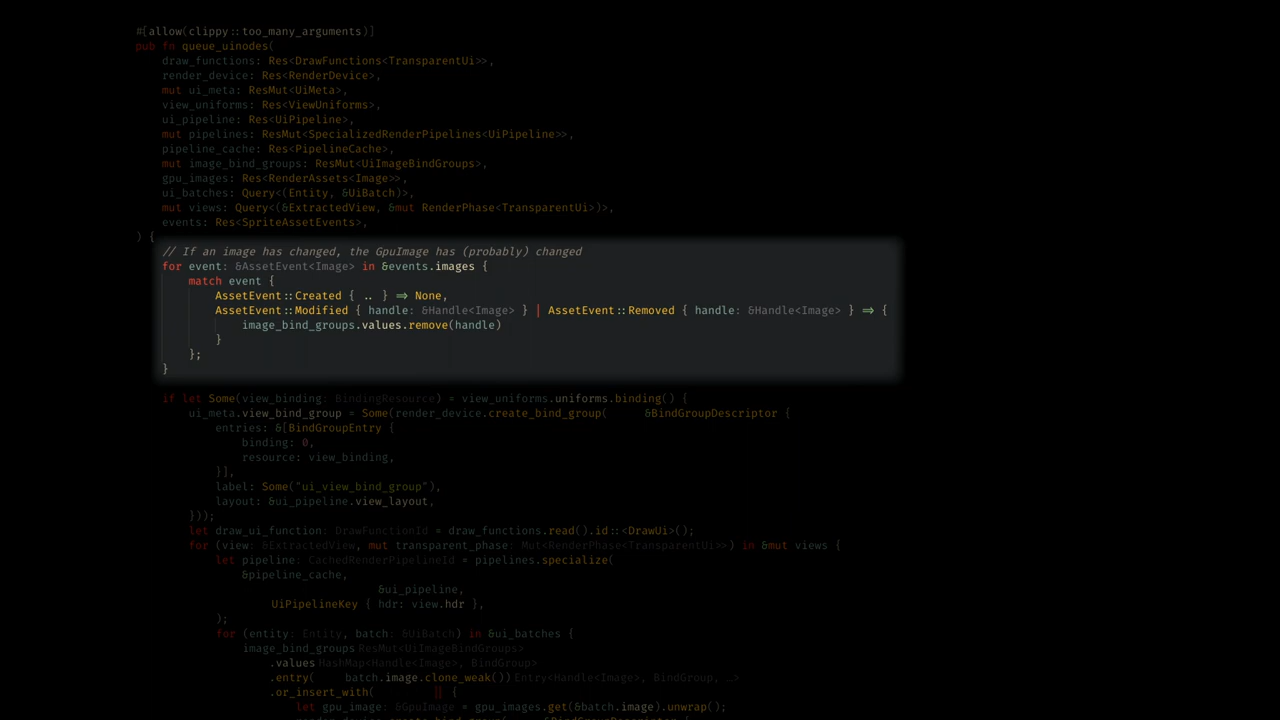 #[allow(clippy::too_many_arguments)]
pub fn queue_uinodes(
draw_functions: Res<DrawFunctions<TransparentUi>>,
render_device: Res<RenderDevice>,
mut ui_meta: ResMut<UiMeta>,
view_uniforms: Res<ViewUniforms>,
ui_pipeline: Res<UiPipeline>,
mut pipelines: ResMut<SpecializedRenderPipelines<UiPipeline>>,
pipeline_cache: Res<PipelineCache>,
mut image_bind_groups: ResMut<UiImageBindGroups>,
gpu_images: Res<RenderAssets<Image>>,
ui_batches: Query<(Entity, &UiBatch)>,
mut views: Query<(&ExtractedView, &mut RenderPhase<TransparentUi>)>,
events: Res<SpriteAssetEvents>,
) {
// If an image has changed, the GpuImage has (probably) changed
for event: &AssetEvent<Image> in &events.images {
match event {
AssetEvent::Created { .. } => None,
AssetEvent::Modified { handle: &Handle<Image> } | AssetEvent::Removed { handle: &Handle<Image> } => {
image_bind_groups.values.remove(handle)
}
};
}
if let Some(view_binding: BindingResource) = view_uniforms.uniforms.binding() {
ui_meta.view_bind_group = Some(render_device.create_bind_group( &BindGroupDescriptor {
entries: &[BindGroupEntry {
binding: 0,
resource: view_binding,
}],
label: Some("ui_view_bind_group"),
layout: &ui_pipeline.view_layout,
}));
let draw_ui_function: DrawFunctionId = draw_functions.read().id::<DrawUi>();
for (view: &ExtractedView, mut transparent_phase: Mut<RenderPhase<TransparentUi>>) in &mut views {
let pipeline: CachedRenderPipelineId = pipelines.specialize(
&pipeline_cache,
&ui_pipeline,
UiPipelineKey { hdr: view.hdr },
);
for (entity: Entity, batch: &UiBatch) in &ui_batches {
image_bind_groups ResMut<UiImageBindGroups>
.values HashMap<Handle<Image>, BindGroup>
.entry( batch.image.clone_weak()) Entry<Handle<Image>, BindGroup, …>
.or_insert_with( || {
let gpu_image: &GpuImage = gpu_images.get(&batch.image).unwrap();